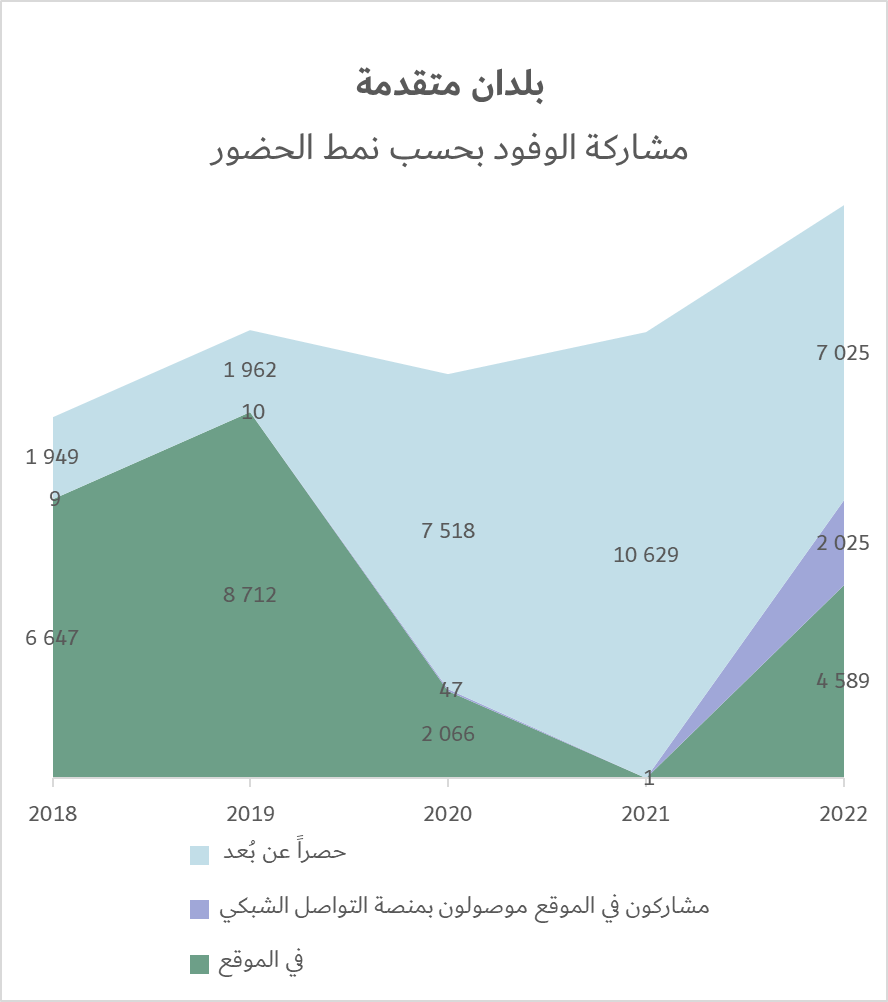 بلدان متقدمة
مشاركة الوفود بحسب نمط الحضور
7 025
1 962
10
1 949
9
2 025
7 518
10 629
8 712
6 647
4 589
47
2 066
1
2018 2019 2020 2021 2022
حصراً عن بُعد
مشاركون في الموقع موصولون بمنصة التواصل الشبكي
في الموقع